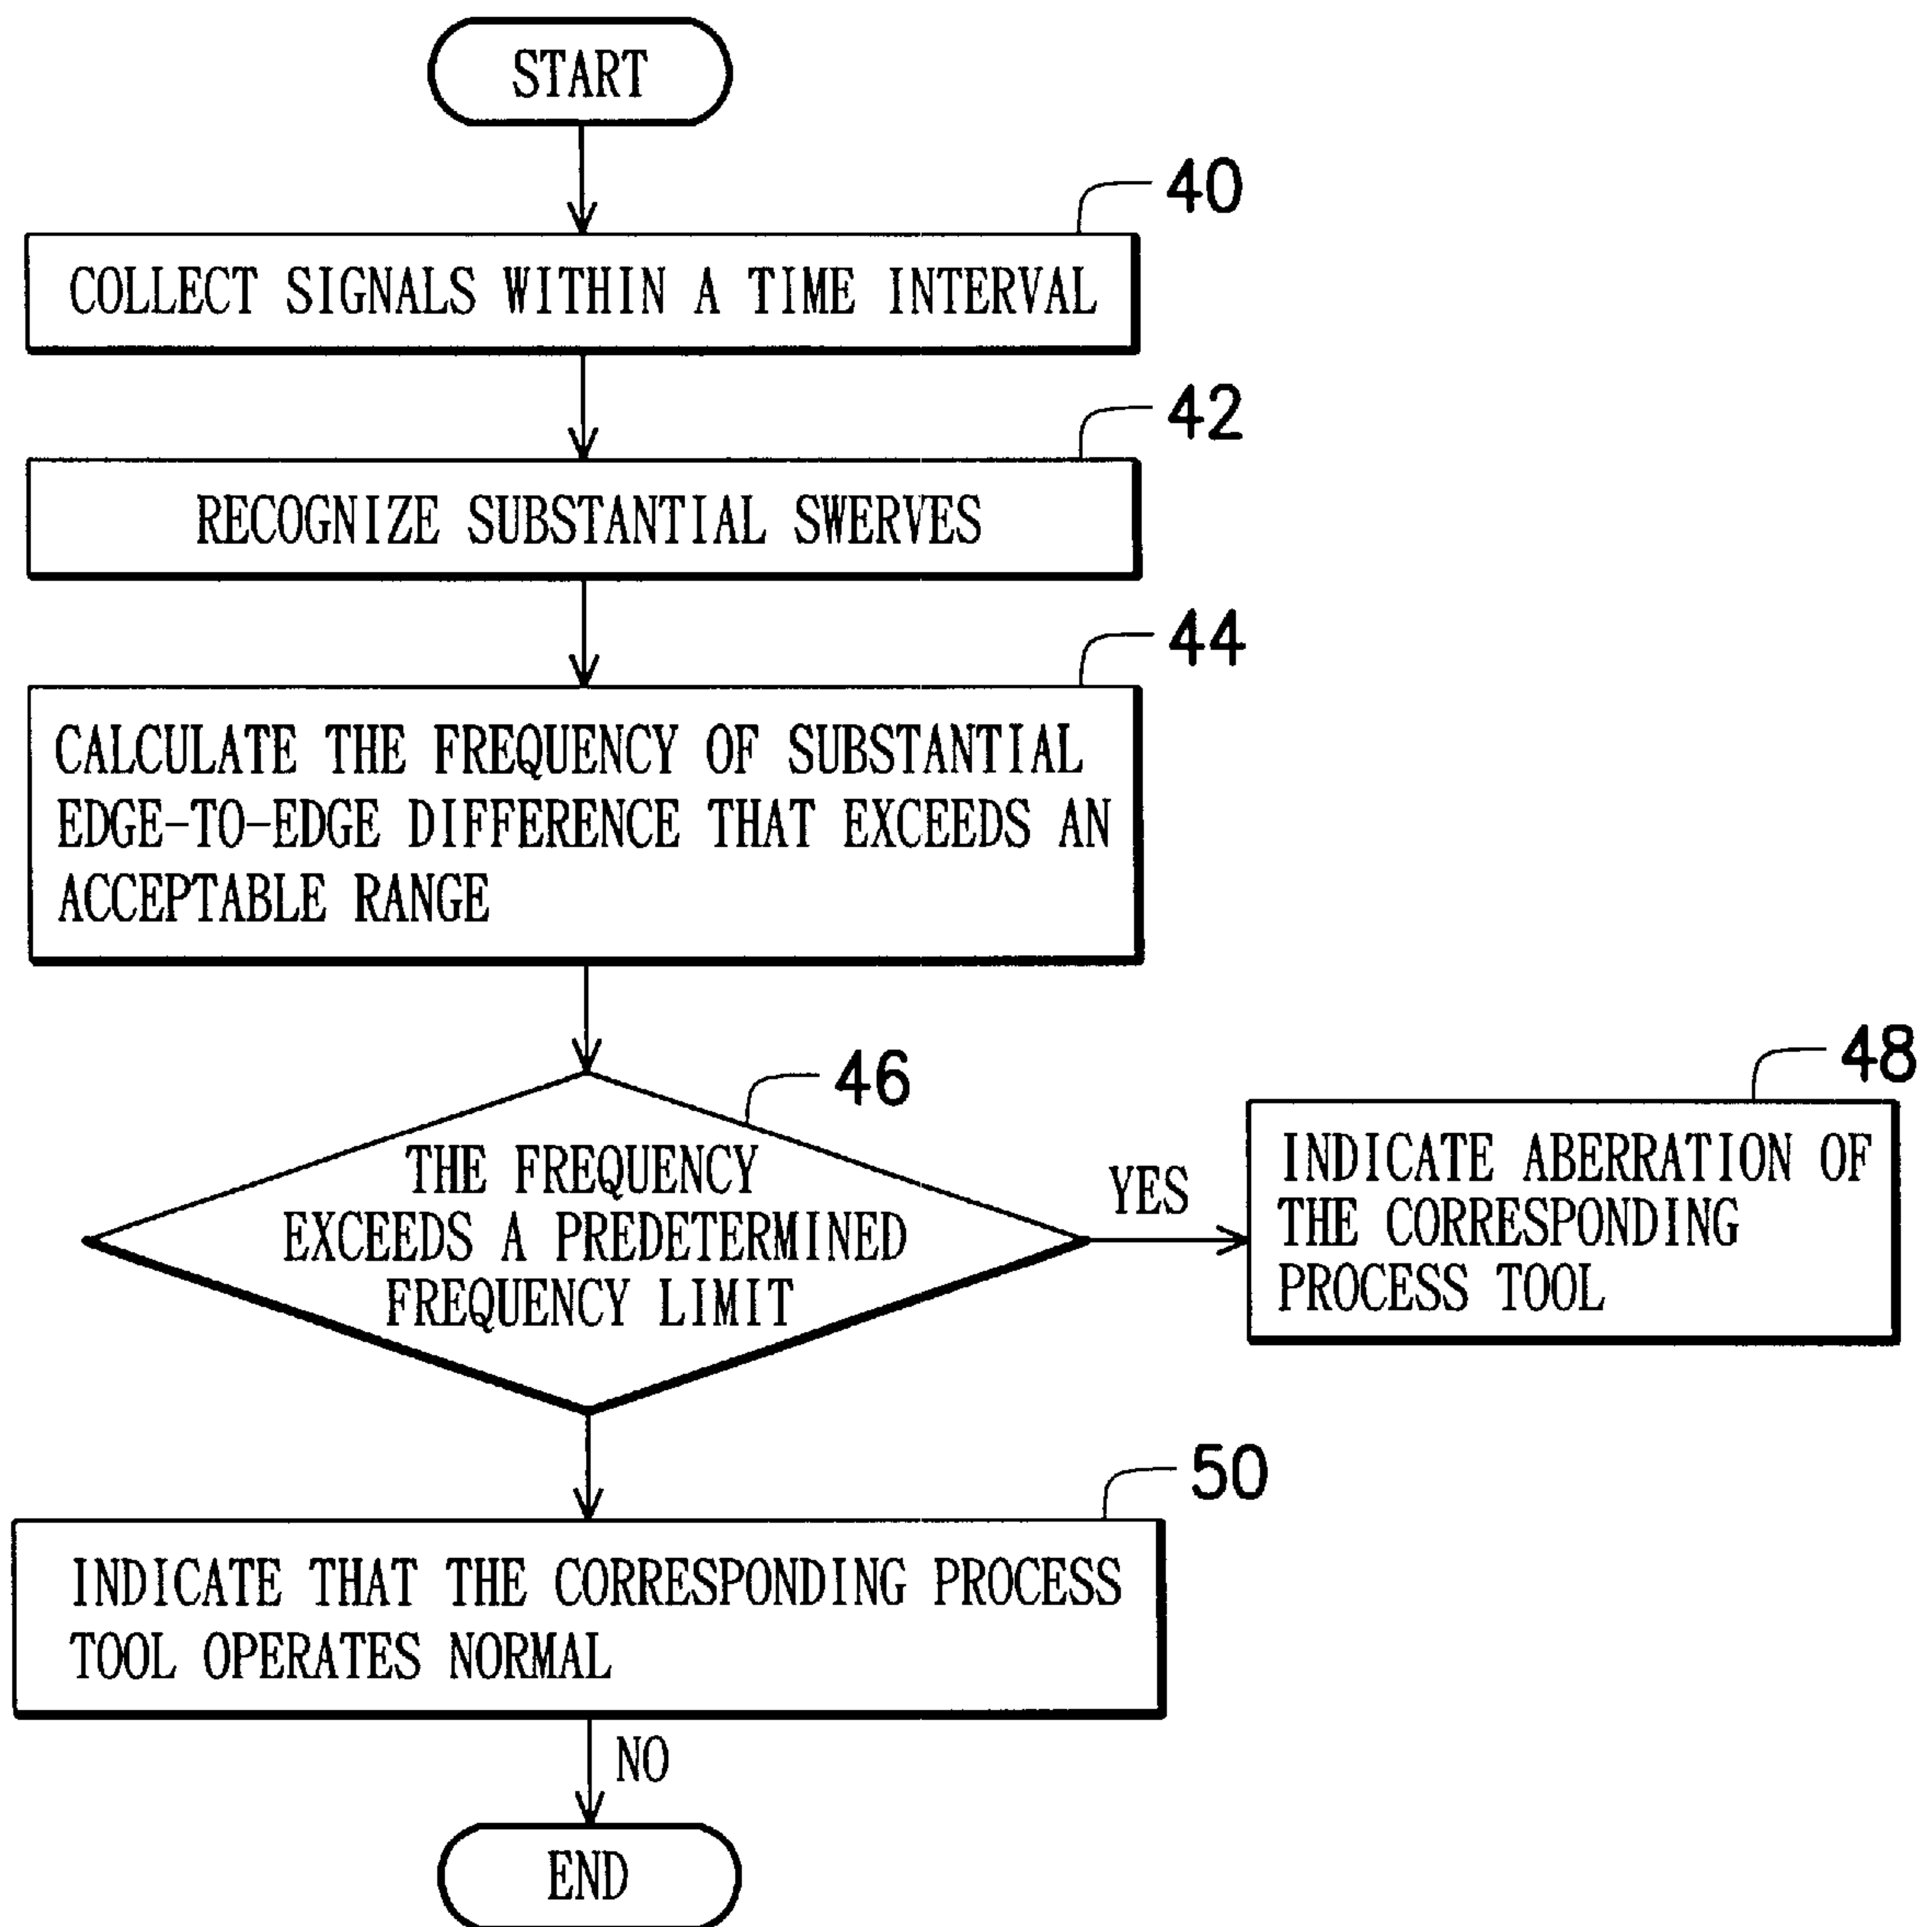 START
40
COLLECT SIGNALS WITHIN A TIME INTERVAL
42
RECOGNIZE SUBSTANTIAL SWERVES
44
CALCULATE THE FREQUENCY OF SUBSTANTIAL
EDGE-TO-EDGE DIFFERENCE THAT EXCEEDS AN
ACCEPTABLE RANGE
46
THE FREQUENCY
EXCEEDS A PREDETERMINED
FREQUENCY LIMIT
YES
48
INDICATE ABERRATION OF
THE CORRESPONDING
PROCESS TOOL
50
INDICATE THAT THE CORRESPONDING PROCESS
TOOL OPERATES NORMAL
NO
END